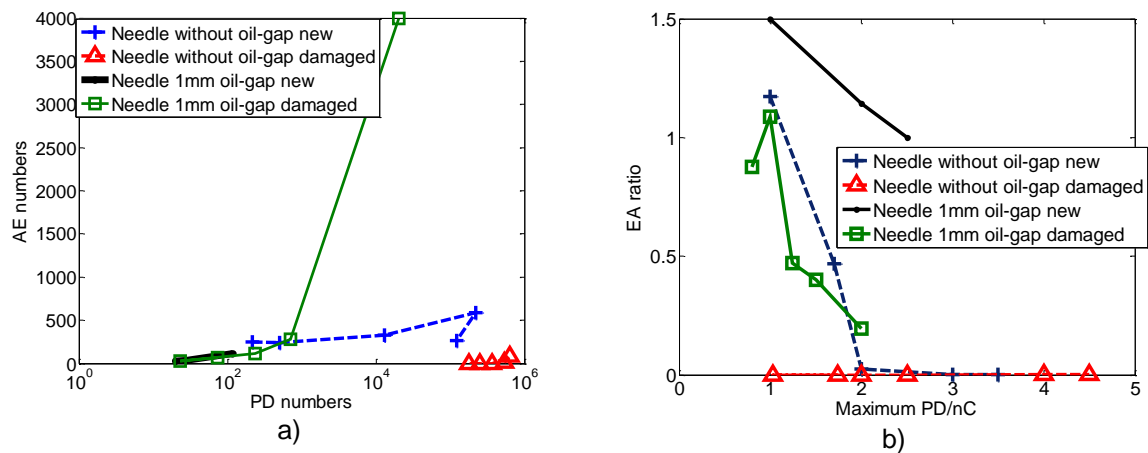 4000
3500
3000
2500
2000
1500
1000
500
0
AE numbers
10^0
10^2
10^4
10^6
PD numbers
Needle without oil-gap new
Needle without oil-gap damaged
Needle 1mm oil-gap new
Needle 1mm oil-gap damaged
a)
1.5
1
0.5
0
EA ratio
0
1
2
3
4
5
Maximum PD/nC
Needle without oil-gap new
Needle without oil-gap damaged
Needle 1mm oil-gap new
Needle 1mm oil-gap damaged
b)